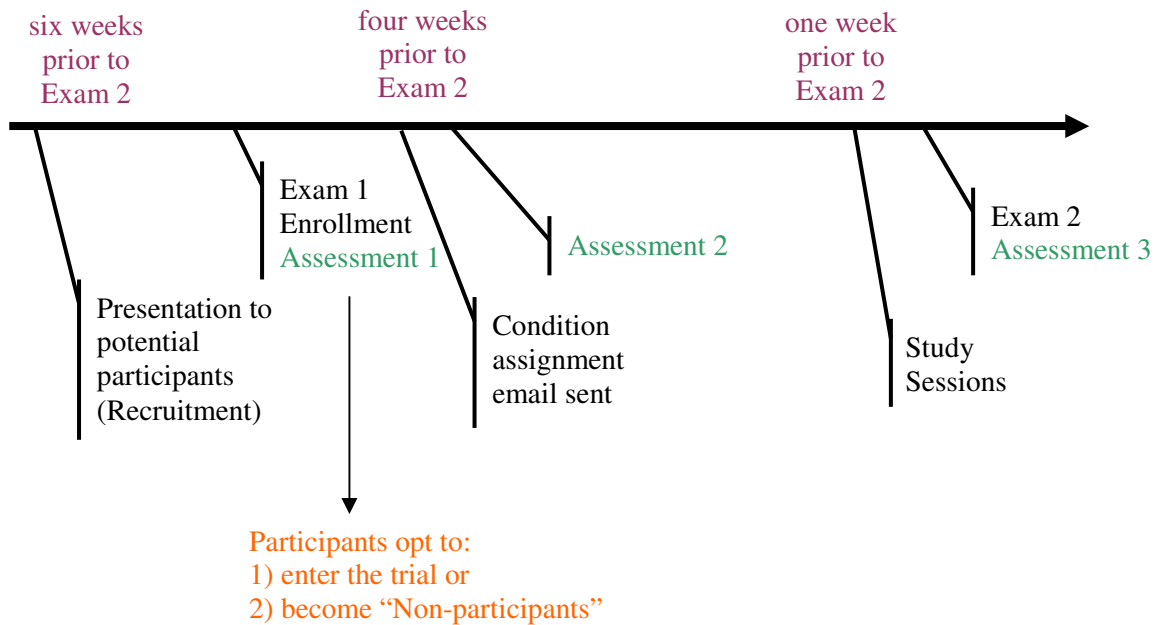 six weeks
prior to
Exam 2
four weeks
prior to
Exam 2
one week
prior to
Exam 2
Exam 1
Enrollment
Assessment 1
Assessment 2
Exam 2
Assessment 3
Presentation to
potential
participants
(Recruitment)
Condition
assignment
email sent
Study
Sessions
Participants opt to:
1) enter the trial or
2) become “Non-participants”